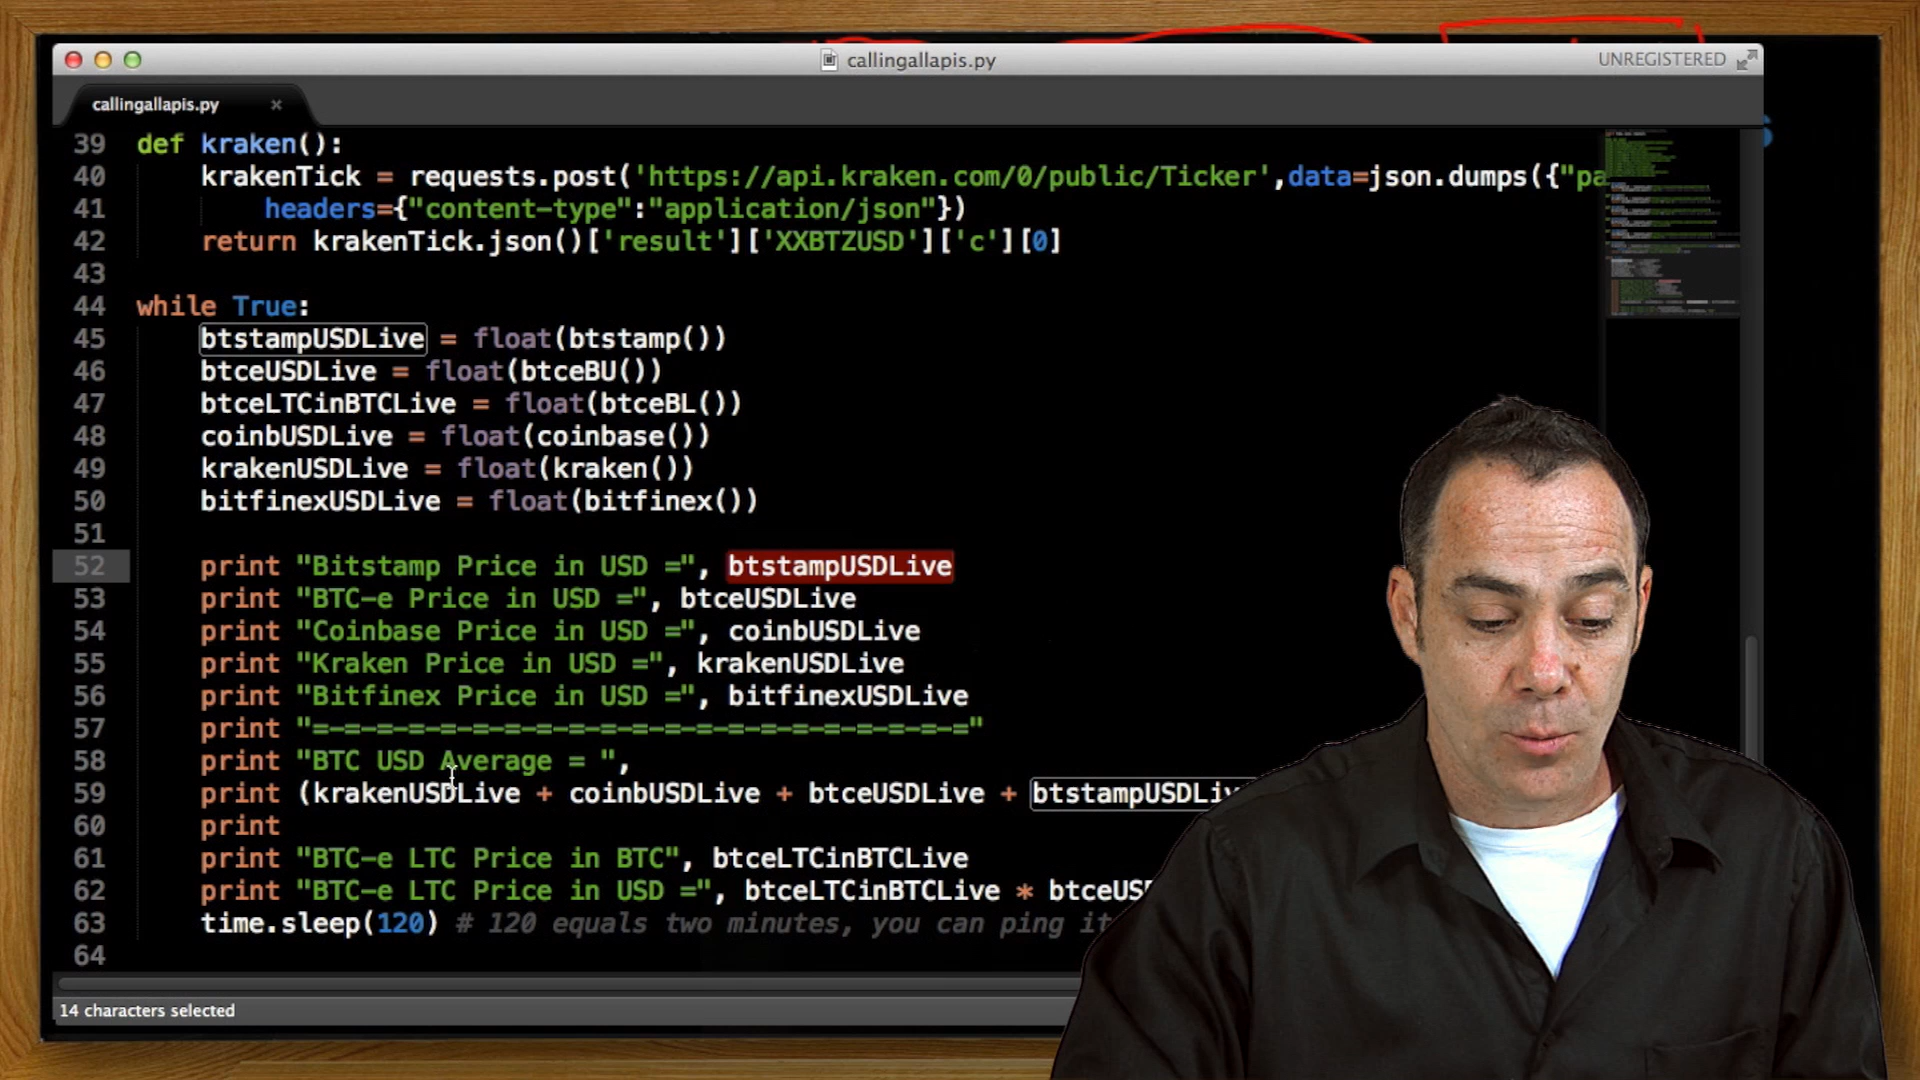 callingallapis.py
UNREGISTERED
callingallapis.py ×
39 def kraken():
40 krakenTick = requests.post('https://api.kraken.com/0/public/Ticker',data=json.dumps({"pa
41 headers={"content-type":"application/json"})
42 return krakenTick.json()['result']['XXBTZUSD']['c'][0]
43
44 while True:
45 btstampUSDLive = float(btstamp())
46 btceUSDLive = float(btceBU())
47 btceLTCinBTCLive = float(btceBL())
48 coinbUSDLive = float(coinbase())
49 krakenUSDLive = float(kraken())
50 bitfinexUSDLive = float(bitfinex())
51
52 print "Bitstamp Price in USD =", btstampUSDLive
53 print "BTC-e Price in USD =", btceUSDLive
54 print "Coinbase Price in USD =", coinbUSDLive
55 print "Kraken Price in USD =", krakenUSDLive
56 print "Bitfinex Price in USD =", bitfinexUSDLive
57 print "=-=-=-=-=-=-=-=-=-=-=-=-=-=-=-=-=-=-=-=-="
58 print "BTC USD Average = ",
59 print (krakenUSDLive + coinbUSDLive + btceUSDLive + btstampUSDLiv
60 print
61 print "BTC-e LTC Price in BTC", btceLTCinBTCLive
62 print "BTC-e LTC Price in USD =", btceLTCinBTCLive * btceUSD
63 time.sleep(120) # 120 equals two minutes, you can ping it
64
14 characters selected